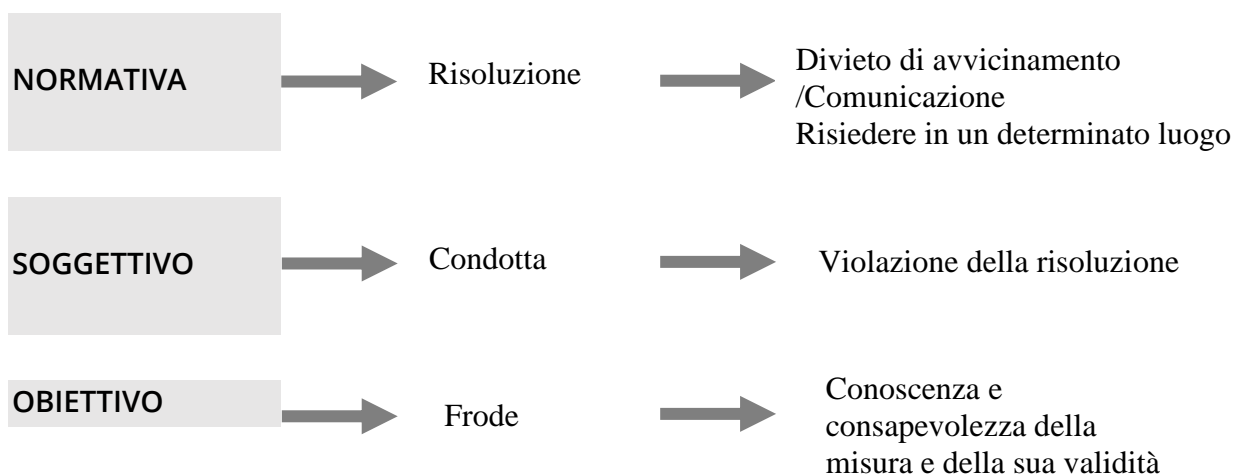 NORMATIVA
Risoluzione
Divieto di avvicinamento
/Comunicazione
Risiedere in un determinato luogo
SOGGETTIVO
Condotta
Violazione della risoluzione
OBIETTIVO
Frode
Conoscenza e
consapevolezza della
misura e della sua validità